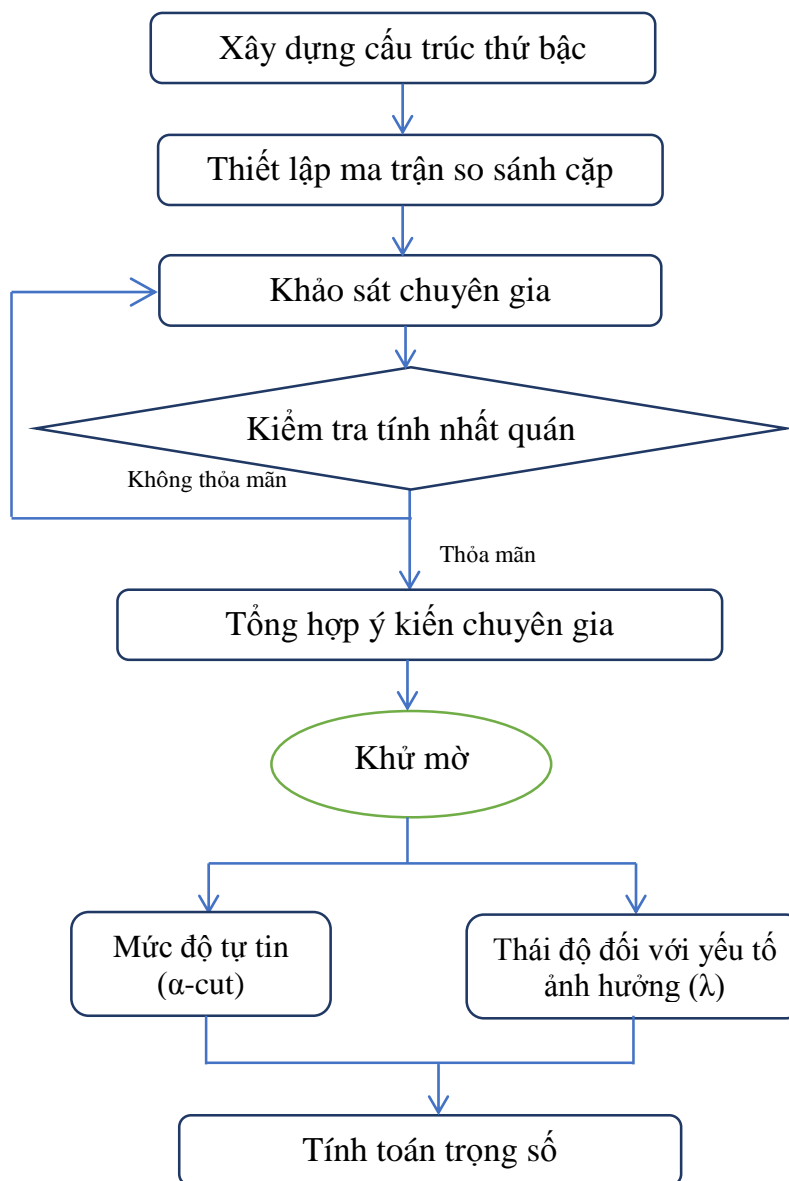 Xây dựng cấu trúc thứ bậc
Thiết lập ma trận so sánh cặp
Khảo sát chuyên gia
Kiểm tra tính nhất quán
Không thỏa mãn
Thỏa mãn
Tổng hợp ý kiến chuyên gia
Khử mờ
Mức độ tự tin
(α-cut)
Thái độ đối với yếu tố
ảnh hưởng (λ)
Tính toán trọng số